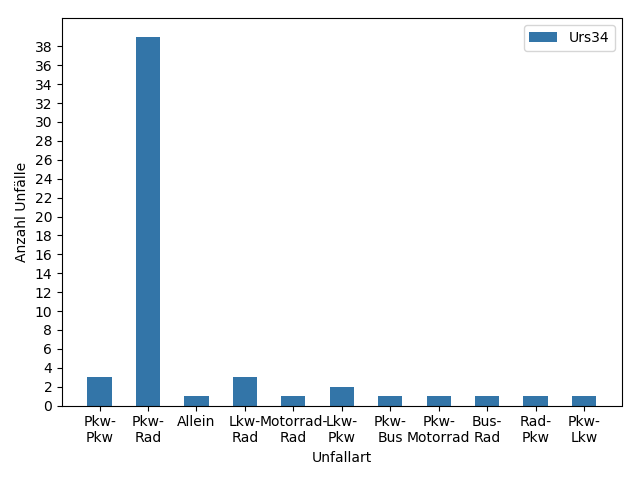 Urs34
Anzahl Unfälle
38
36
34
32
30
28
26
24
22
20
18
16
14
12
10
8
6
4
2
0
Pkw-
Pkw
Pkw-
Rad
Allein
Lkw-
Rad
Motorrad-
Rad
Lkw-
Pkw
Pkw-
Bus
Pkw-
Motorrad
Bus-
Rad
Rad-
Pkw
Pkw-
Lkw
Unfallart